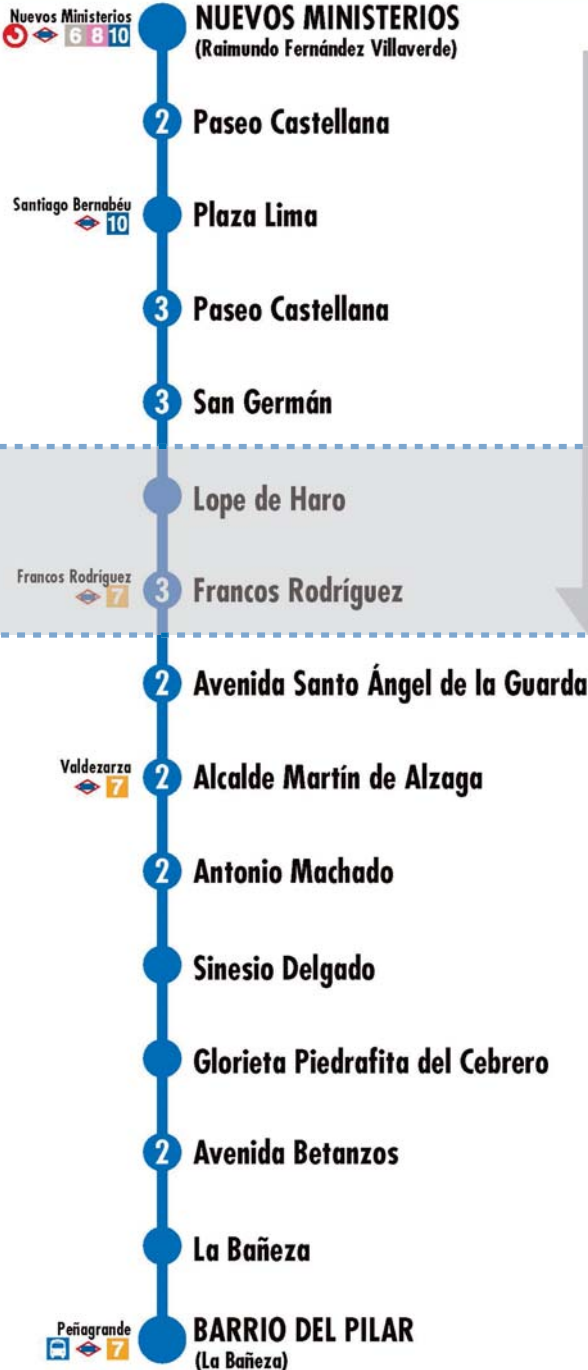 Nuevos Ministerios
6 8 10
NUEVOS MINISTERIOS
(Raimundo Fernández Villaverde)
2 Paseo Castellana
Santiago Bernabéu
10
Plaza Lima
3 Paseo Castellana
3 San Germán
Lope de Haro
Francos Rodríguez
7
3 Francos Rodríguez
2 Avenida Santo Ángel de la Guarda
Valdezarza
7
2 Alcalde Martín de Alzaga
2 Antonio Machado
Sinesio Delgado
Glorieta Piedrafita del Cebrero
2 Avenida Betanzos
La Bañeza
Peñagrande
7
BARRIO DEL PILAR
(La Bañeza)